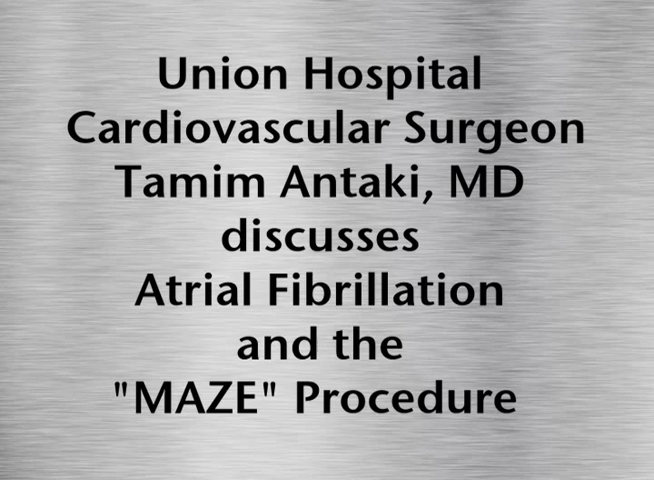 Union Hospital
Cardiovascular Surgeon
Tamim Antaki, MD
discusses
Atrial Fibrillation
and the
"MAZE" Procedure